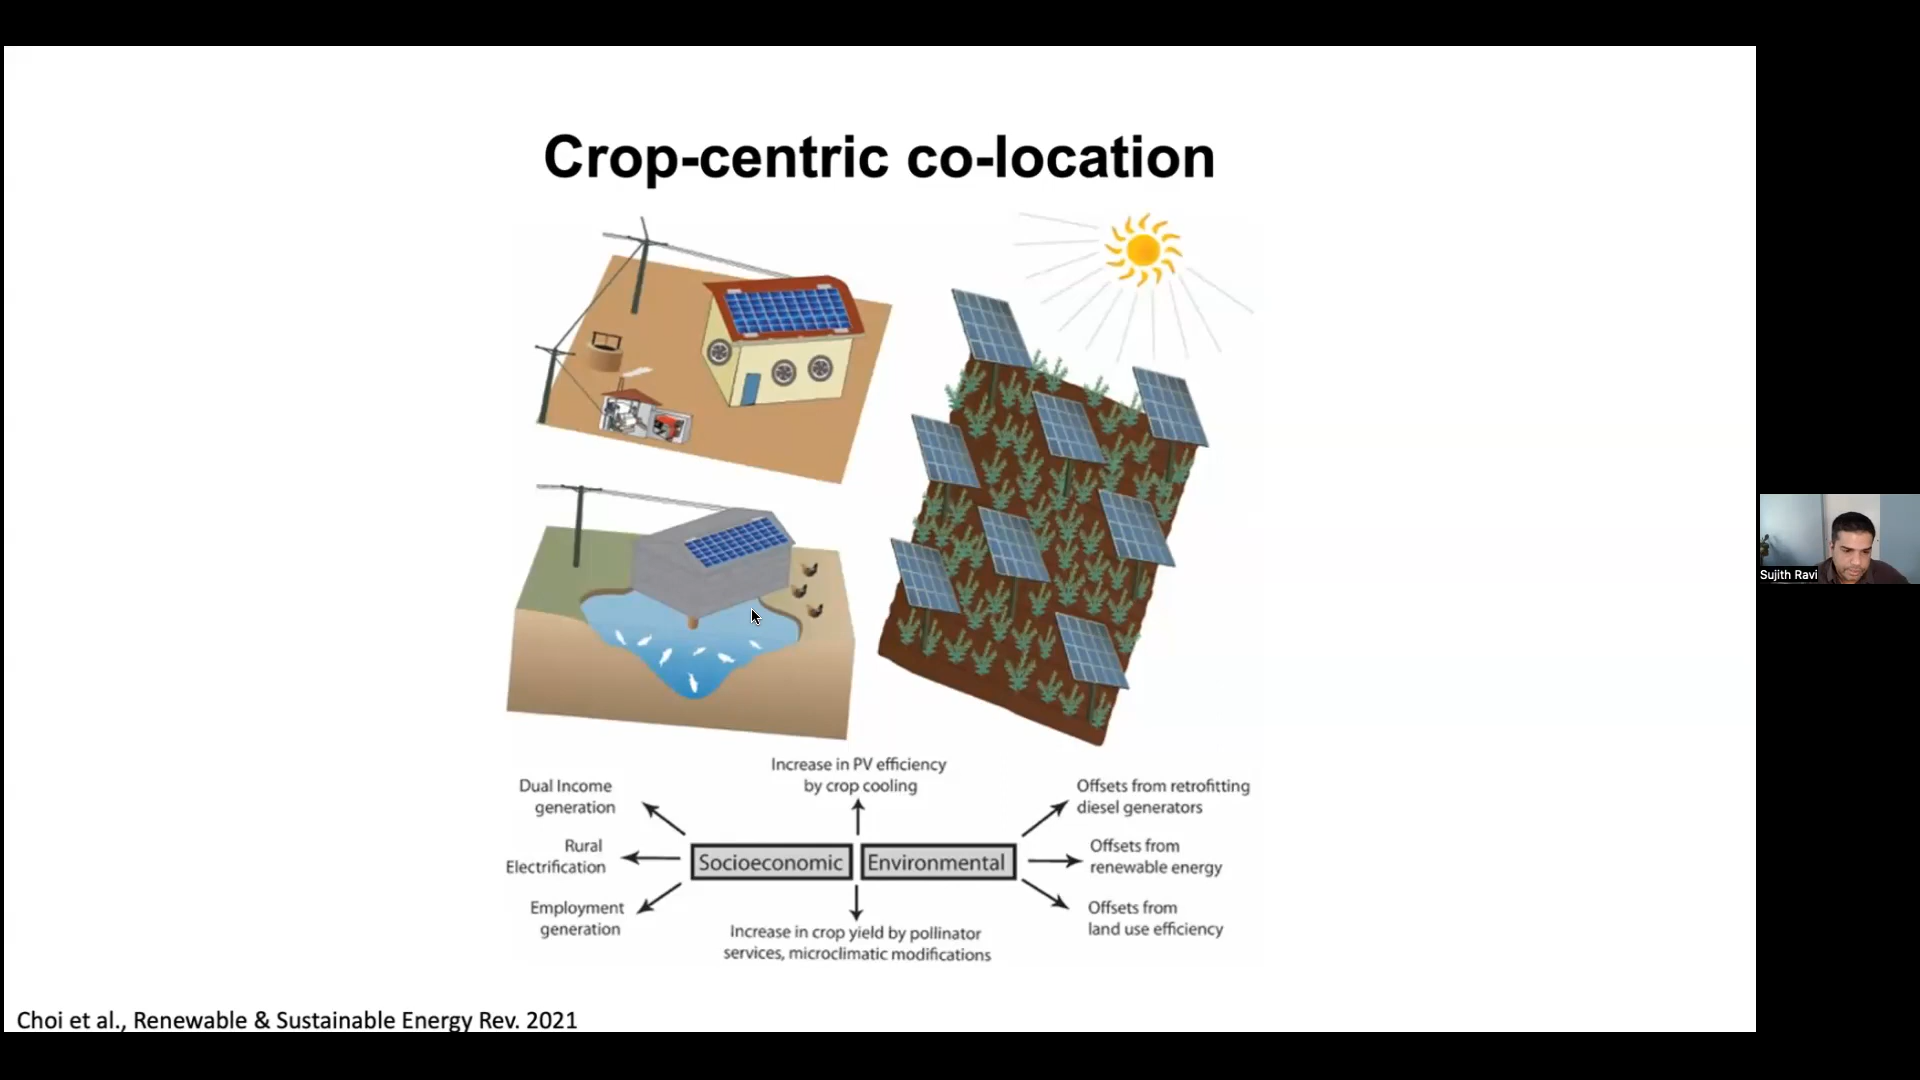 Crop-centric co-location
Increase in PV efficiency
by crop cooling
Dual Income
generation
Rural
Electrification
Employment
generation
Socioeconomic
Environmental
Offsets from retrofitting
diesel generators
Offsets from
renewable energy
Offsets from
land use efficiency
Increase in crop yield by pollinator
services, microclimatic modifications
Choi et al., Renewable & Sustainable Energy Rev. 2021
Sujith Ravi